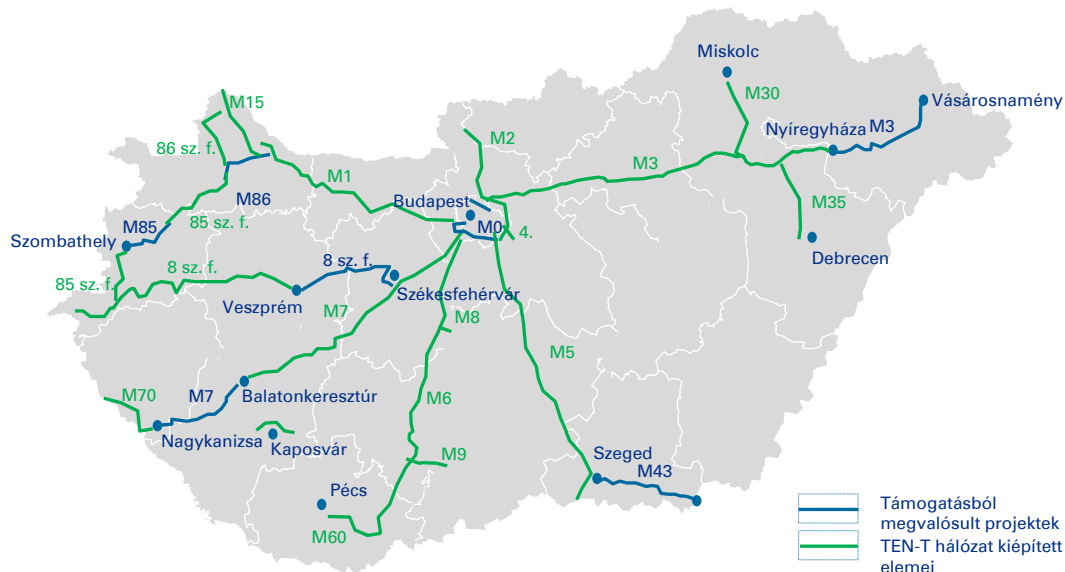 Miskolc
M30
M15
Vásárosnamény
Nyíregyháza
M3
M2
86 sz. f.
M3
M1
M86
Budapest
M35
M85
85 sz. f.
M0
4.
Szombathely
Debrecen
8 sz. f.
8 sz. f.
85 sz. f.
Székesfehérvár
Veszprém
M7
M8
M5
M70
M7
Balatonkeresztúr
M6
Nagykanizsa
Kaposvár
M9
Szeged
M43
Pécs
M60
Támogatásból
megvalósult projektek
TEN-T hálózat kiépített
elemei